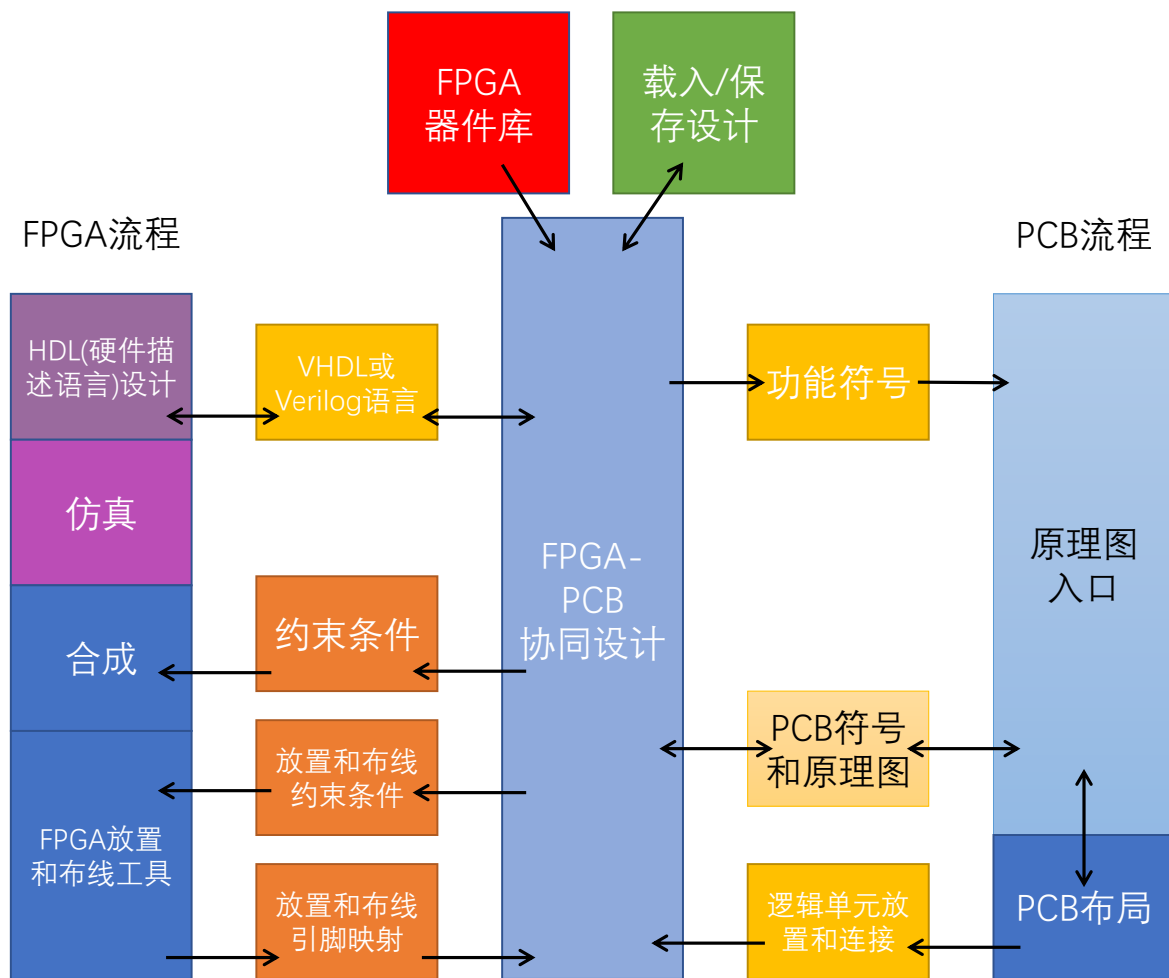 FPGA
器件库
载入/保
存设计
FPGA流程
PCB流程
HDL(硬件描
述语言)设计
VHDL或
Verilog语言
功能符号
仿真
原理图
入口
FPGA-
PCB
协同设计
合成
约束条件
PCB符号
和原理图
放置和布线
约束条件
FPGA放置
和布线工具
放置和布线
引脚映射
逻辑单元放
置和连接
PCB布局